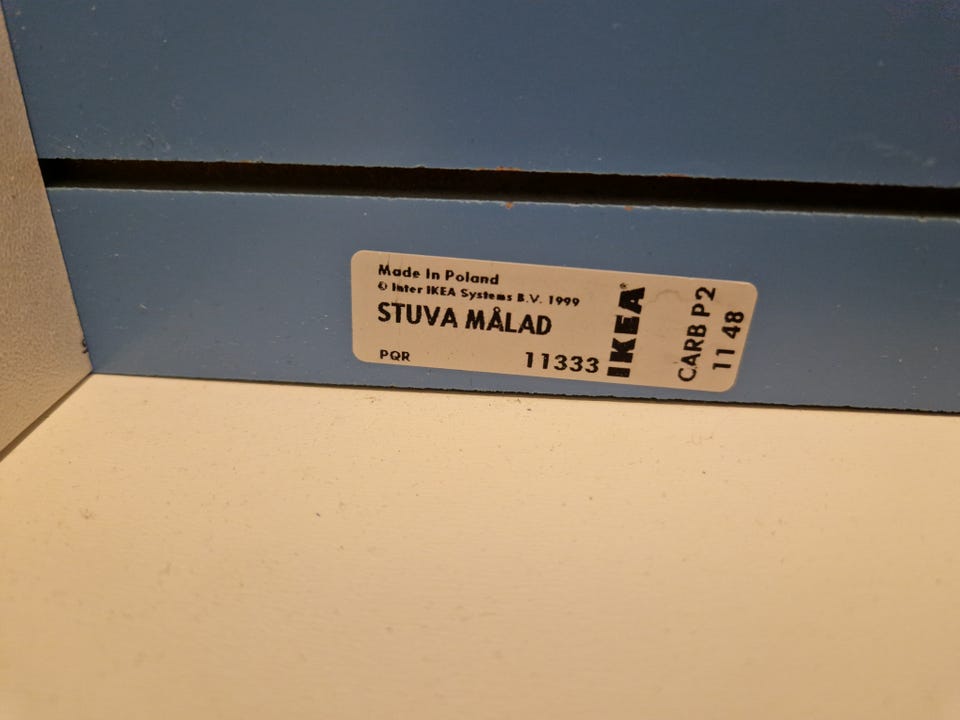 Made In Poland
© Inter IKEA Systems B.V. 1999
STUVA MÅLAD
PQR 11333
IKEA®
CARB P2
11 48